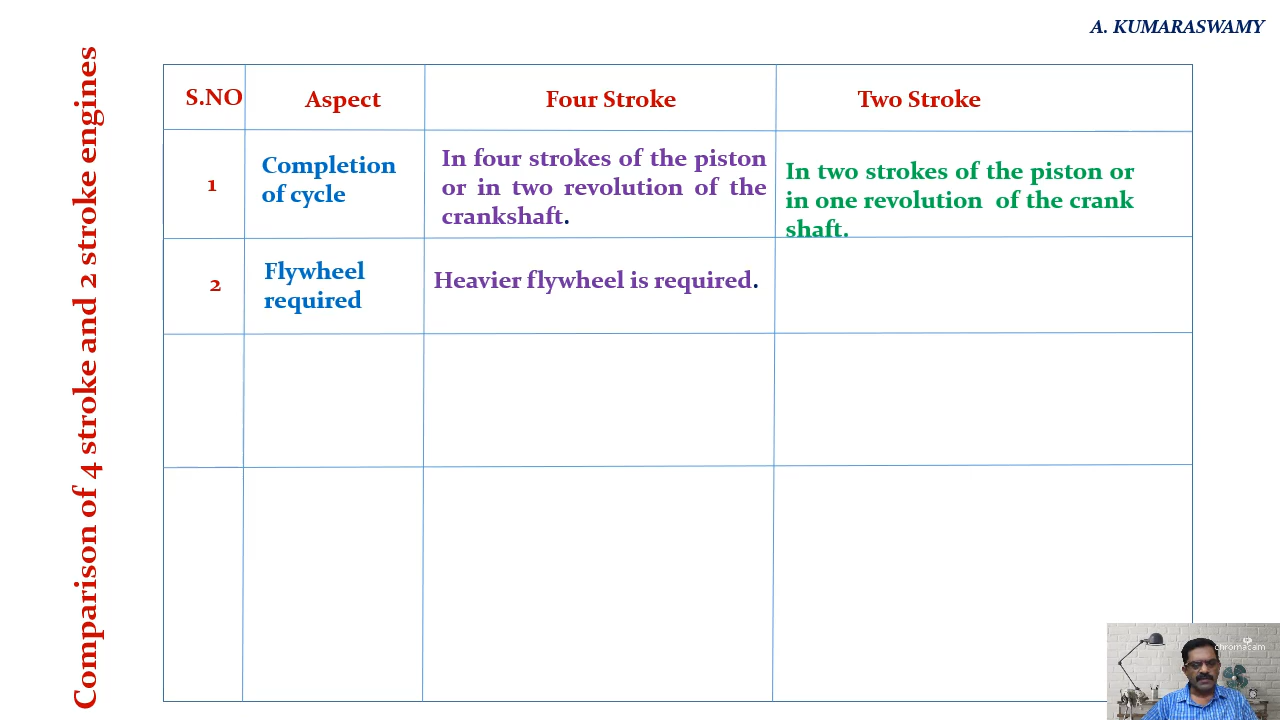 A. KUMARASWAMY
Comparison of 4 stroke and 2 stroke engines
S.NO
Aspect
Four Stroke
Two Stroke
1
Completion
of cycle
In four strokes of the piston
or in two revolution of the
crankshaft.
In two strokes of the piston or
in one revolution of the crank
shaft.
2
Flywheel
required
Heavier flywheel is required.
chromacam